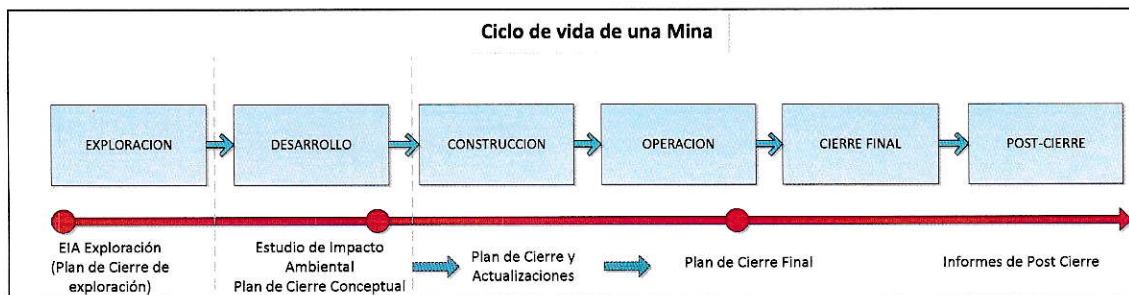 Ciclo de vida de una Mina
EXPLORACION
DESARROLLO
CONSTRUCCION
OPERACION
CIERRE FINAL
POST-CIERRE
EIA Exploración
(Plan de Cierre de
exploración)
Estudio de Impacto
Ambiental
Plan de Cierre Conceptual
Plan de Cierre y
Actualizaciones
Plan de Cierre Final
Informes de Post Cierre